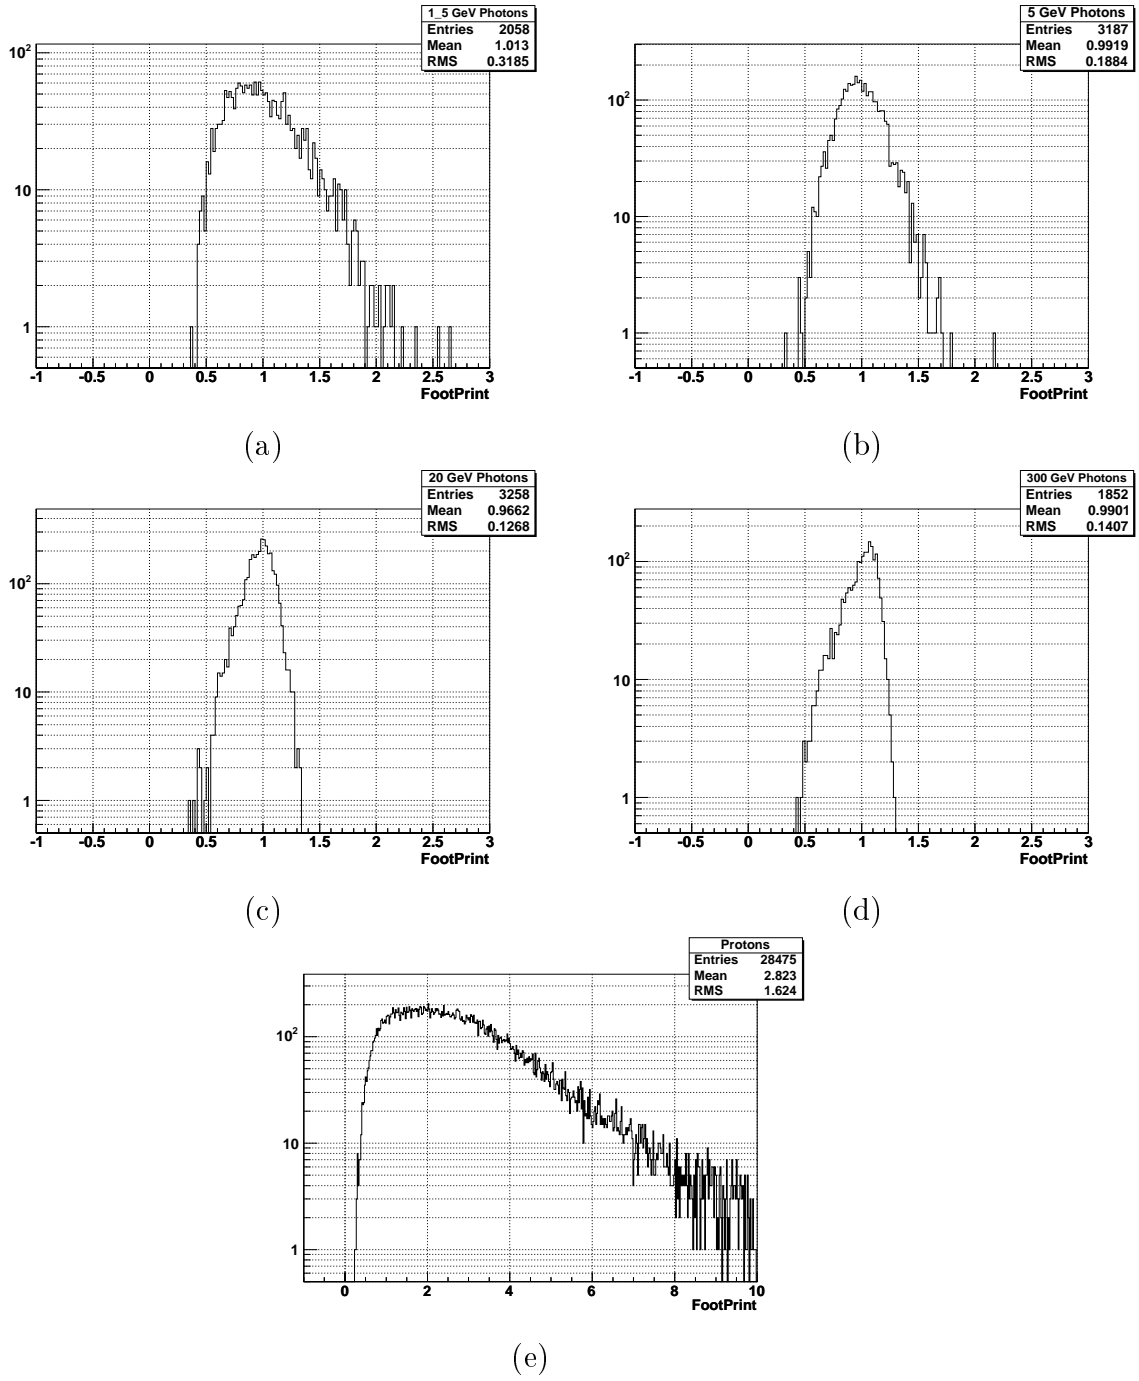 1_5 GeV Photons
Entries 2058
Mean 1.013
RMS 0.3185
10²
10
1
-1 -0.5 0 0.5 1 1.5 2 2.5 3
FootPrint
(a)
5 GeV Photons
Entries 3187
Mean 0.9919
RMS 0.1884
10²
10
1
-1 -0.5 0 0.5 1 1.5 2 2.5 3
FootPrint
(b)
20 GeV Photons
Entries 3258
Mean 0.9662
RMS 0.1268
10²
10
1
-1 -0.5 0 0.5 1 1.5 2 2.5 3
FootPrint
(c)
300 GeV Photons
Entries 1852
Mean 0.9901
RMS 0.1407
10²
10
1
-1 -0.5 0 0.5 1 1.5 2 2.5 3
FootPrint
(d)
Protons
Entries 28475
Mean 2.823
RMS 1.624
10²
10
1
0 2 4 6 8 10
FootPrint
(e)